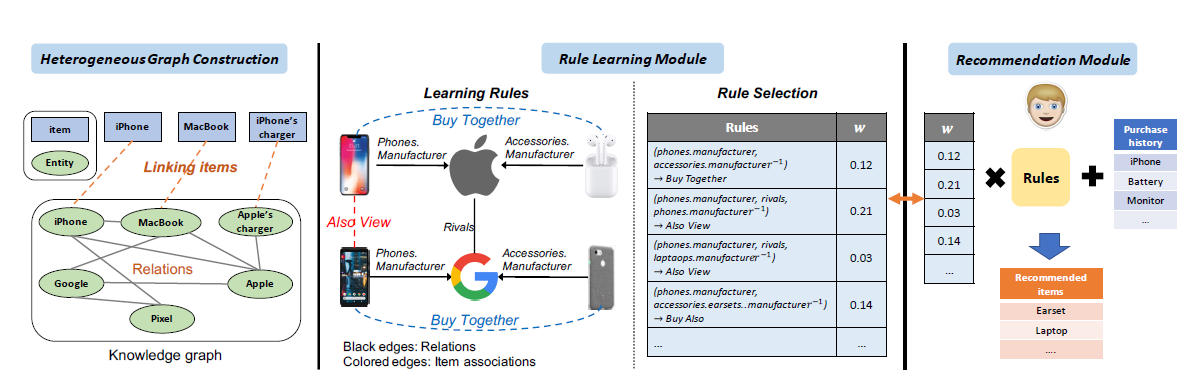 Heterogeneous Graph Construction
item
Entity
iPhone
MacBook
iPhone's
charger
Linking items
iPhone
MacBook
Apple's
charger
Relations
Google
Apple
Pixel
Knowledge graph
Rule Learning Module
Learning Rules
Buy Together
Phones.
Manufacturer
Accessories.
Manufacturer
Also View
Rivals
Phones.
Manufacturer
Accessories.
Manufacturer
Buy Together
Black edges: Relations
Colored edges: Item associations
Rule Selection
Rules w
(phones.manufacturer,
accessories.manufacturer⁻¹)
→ Buy Together
0.12
(phones.manufacturer, rivals,
phones.manufacturer⁻¹)
→ Also View
0.21
(phones.manufacturer, rivals,
laptaops.manufacturer⁻¹)
→ Also View
0.03
(phones.manufacturer,
accessories.earsets..manufacturer⁻¹)
→ Buy Also
0.14
... ...
Recommendation Module
w
0.12
0.21
0.03
0.14
...
Rules
Purchase
history
iPhone
Battery
Monitor
...
Recommended
items
Earset
Laptop
....